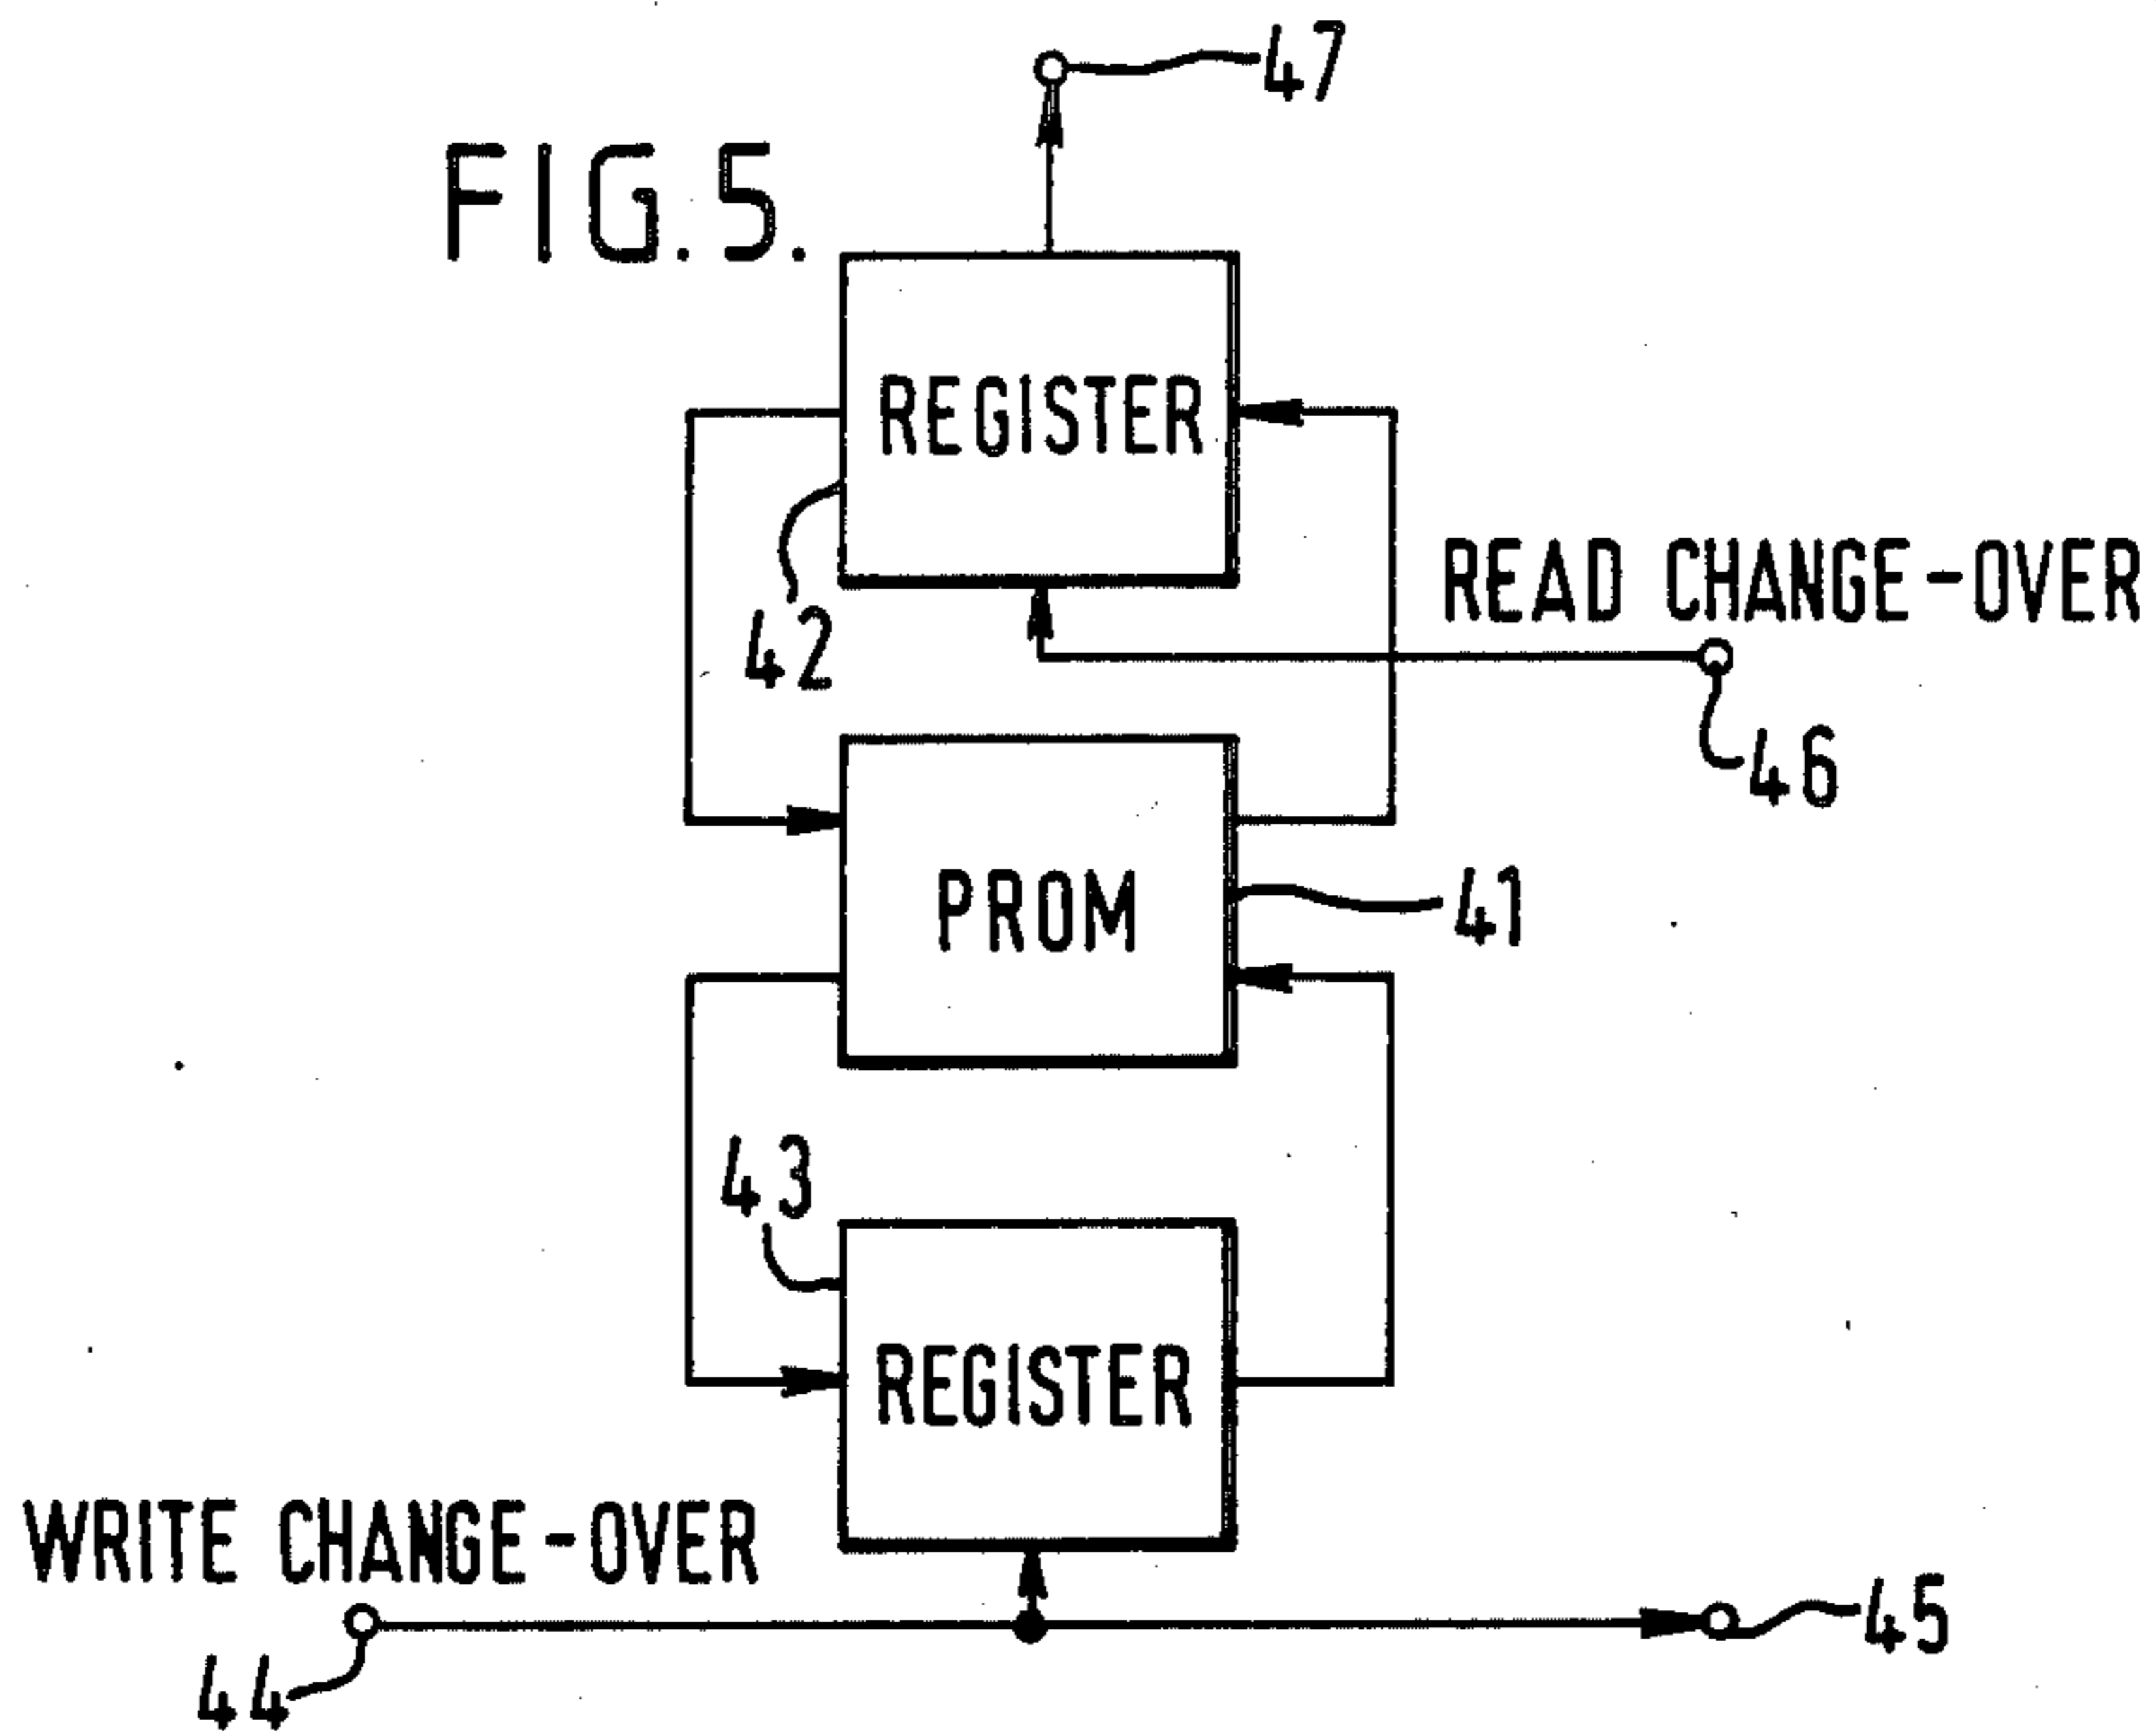 47
FIG.5.
REGISTER
READ CHANGE-OVER
42
46
PROM
41
43
REGISTER
WRITE CHANGE-OVER
45
44